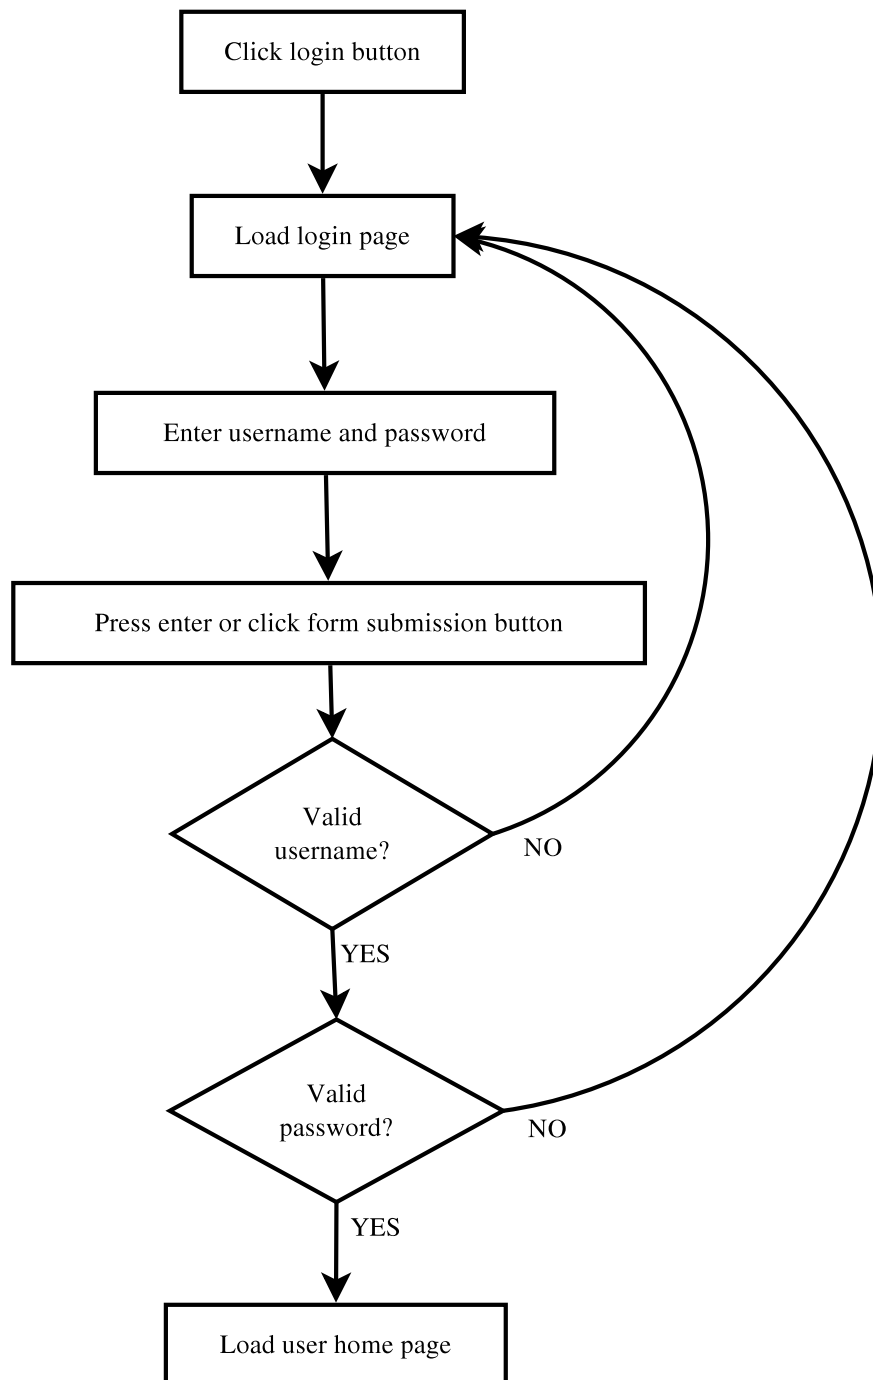 Click login button
Load login page
Enter username and password
Press enter or click form submission button
Valid
username?
NO
YES
Valid
password?
NO
YES
Load user home page